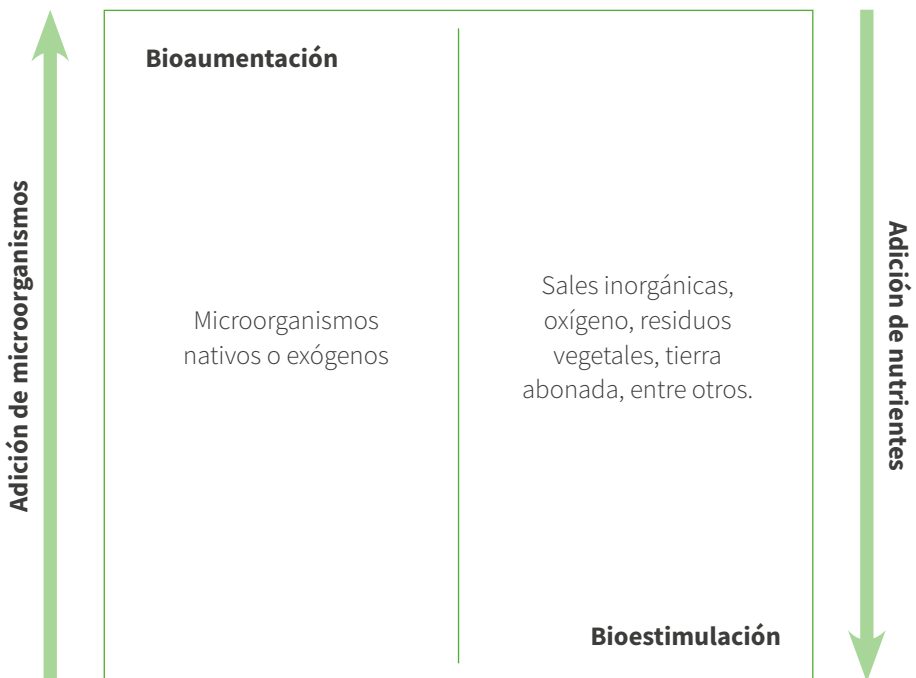 Bioaumentación
Adición de microorganismos
Microorganismos
nativos o exógenos
Sales inorgánicas,
oxígeno, residuos
vegetales, tierra
abonada, entre otros.
Adición de nutrientes
Bioestimulación